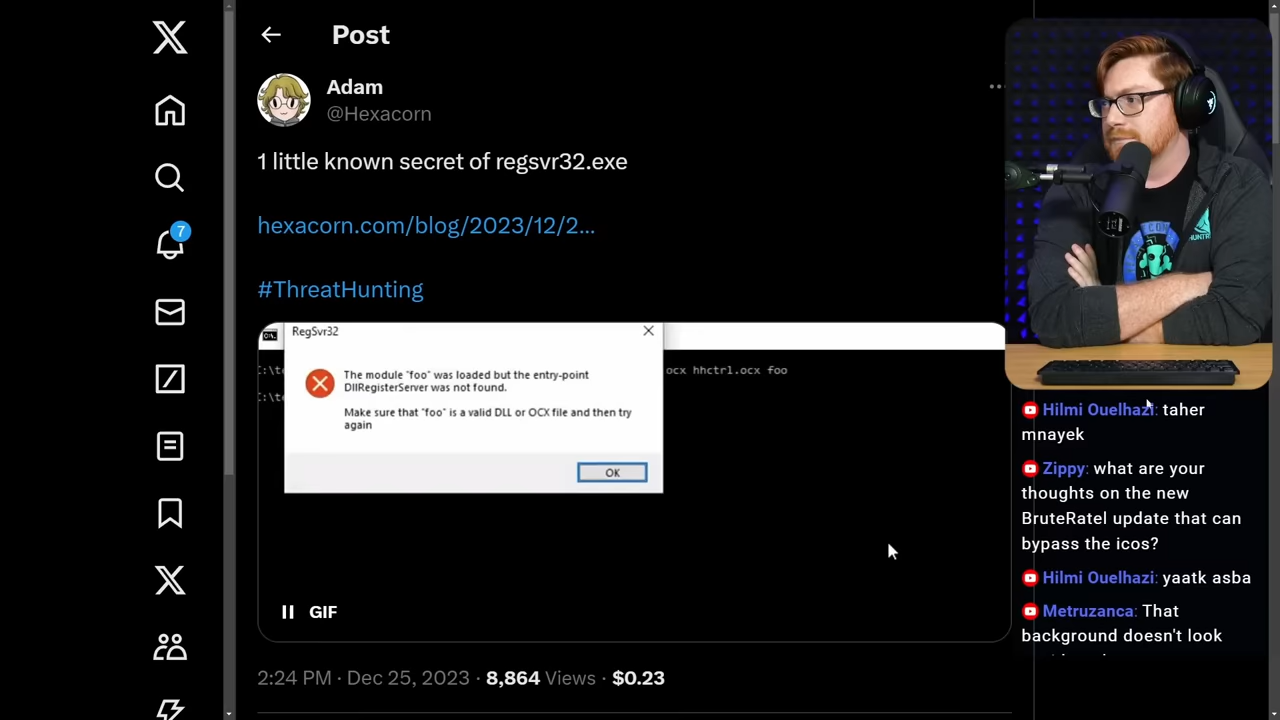 Post
Adam
@Hexacorn
1 little known secret of regsvr32.exe
hexacorn.com/blog/2023/12/2...
#ThreatHunting
7
RegSvr32
The module "foo" was loaded but the entry-point
DllRegisterServer was not found.
Make sure that "foo" is a valid DLL or OCX file and then try
again
OK
ocx hhctrl.ocx foo
GIF
2:24 PM · Dec 25, 2023 · 8,864 Views · $0.23
Hilmi Ouelhazi: taher
mnayek
Zippy: what are your
thoughts on the new
BruteRatel update that can
bypass the icos?
Hilmi Ouelhazi: yaatk asba
Metruzanca: That
background doesn't look